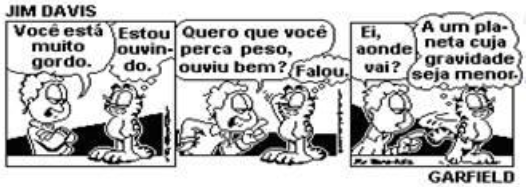 JIM DAVIS
Você está
muito
gordo.
Estou
ouvin-
do.
Quero que você
perca peso,
ouviu bem?
Falou.
Ei,
aonde
vai?
A um pla-
neta cuja
gravidade
seja menor.
GARFIELD